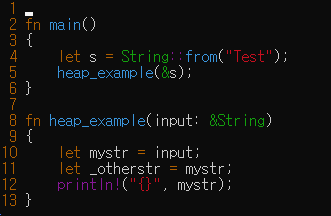 1
2 fn main()
3 {
4     let s = String::from("Test");
5     heap_example(&s);
6 }
7
8 fn heap_example(input: &String)
9 {
10     let mystr = input;
11     let _otherstr = mystr;
12     println!("{}", mystr);
13 }